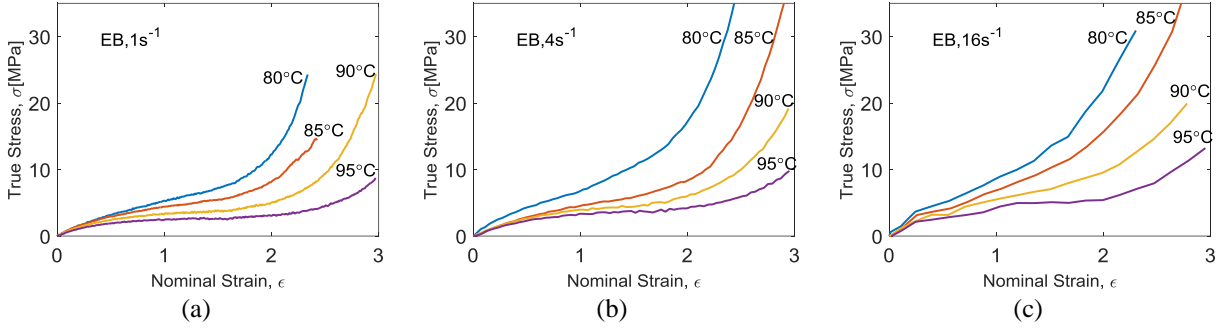 30
20
10
0
True Stress, σ[MPa]
EB,1s⁻¹
80°C
90°C
85°C
95°C
0 1 2 3
Nominal Strain, ϵ
(a)
30
20
10
0
True Stress, σ[MPa]
EB,4s⁻¹
80°C 85°C
90°C
95°C
0 1 2 3
Nominal Strain, ϵ
(b)
30
20
10
0
True Stress, σ[MPa]
EB,16s⁻¹
85°C
80°C
90°C
95°C
0 1 2 3
Nominal Strain, ϵ
(c)